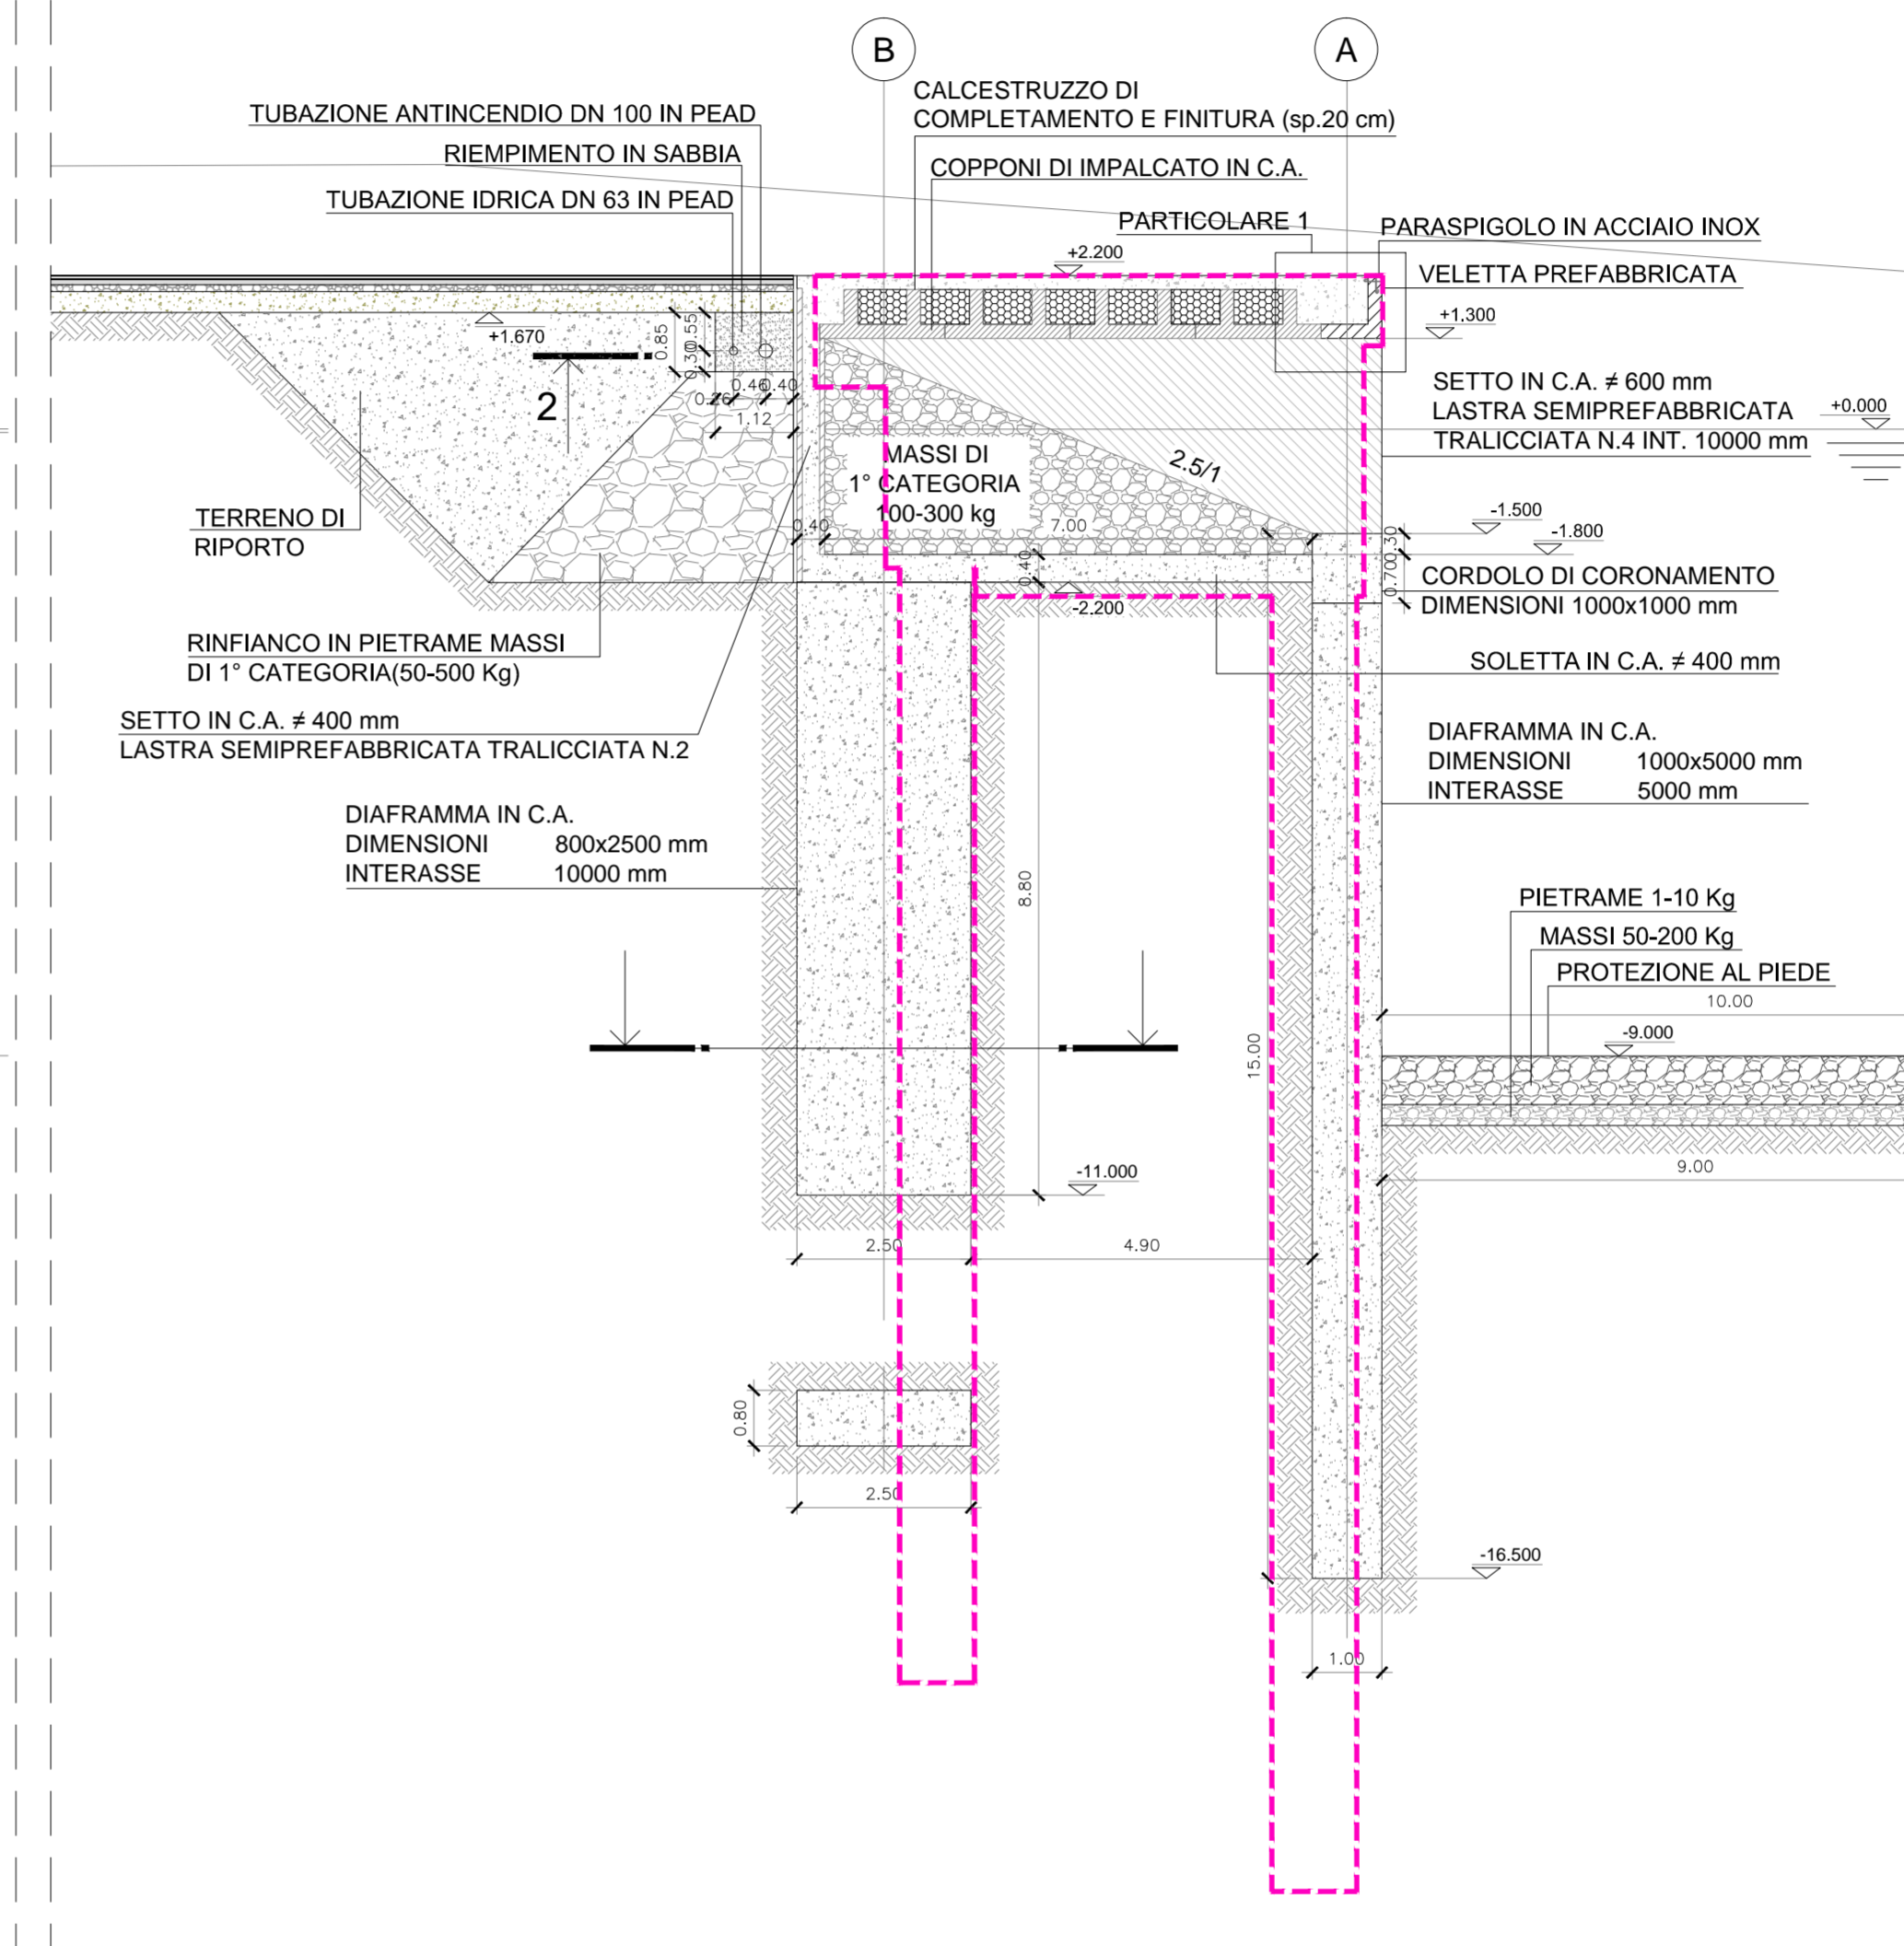 B
A
CALCESTRUZZO DI
COMPLETAMENTO E FINITURA (sp.20 cm)
TUBAZIONE ANTINCENDIO DN 100 IN PEAD
RIEMPIMENTO IN SABBIA
COPPONI DI IMPALCATO IN C.A.
TUBAZIONE IDRICA DN 63 IN PEAD
PARTICOLARE 1
PARASPIGOLO IN ACCIAIO INOX
+2.200
VELETTA PREFABBRICATA
+1.300
+1.670
0.85
0.55
0.30
0.46
0.40
0.26
1.12
2
SETTO IN C.A. ≠ 600 mm
LASTRA SEMIPREFABBRICATA
TRALICCIATA N.4 INT. 10000 mm
+0.000
MASSI DI
1° CATEGORIA
100-300 kg
2.5/1
TERRENO DI
RIPORTO
0.40
7.00
-1.500
-1.800
0.30
0.70
0.40
CORDOLO DI CORONAMENTO
DIMENSIONI 1000x1000 mm
-2.200
RINFIANCO IN PIETRAME MASSI
DI 1° CATEGORIA(50-500 Kg)
SOLETTA IN C.A. ≠ 400 mm
SETTO IN C.A. ≠ 400 mm
LASTRA SEMIPREFABBRICATA TRALICCIATA N.2
DIAFRAMMA IN C.A.
DIMENSIONI 1000x5000 mm
INTERASSE 5000 mm
DIAFRAMMA IN C.A.
DIMENSIONI 800x2500 mm
INTERASSE 10000 mm
8.80
PIETRAME 1-10 Kg
MASSI 50-200 Kg
PROTEZIONE AL PIEDE
10.00
-9.000
15.00
-11.000
9.00
2.50
4.90
0.80
2.50
-16.500
1.00